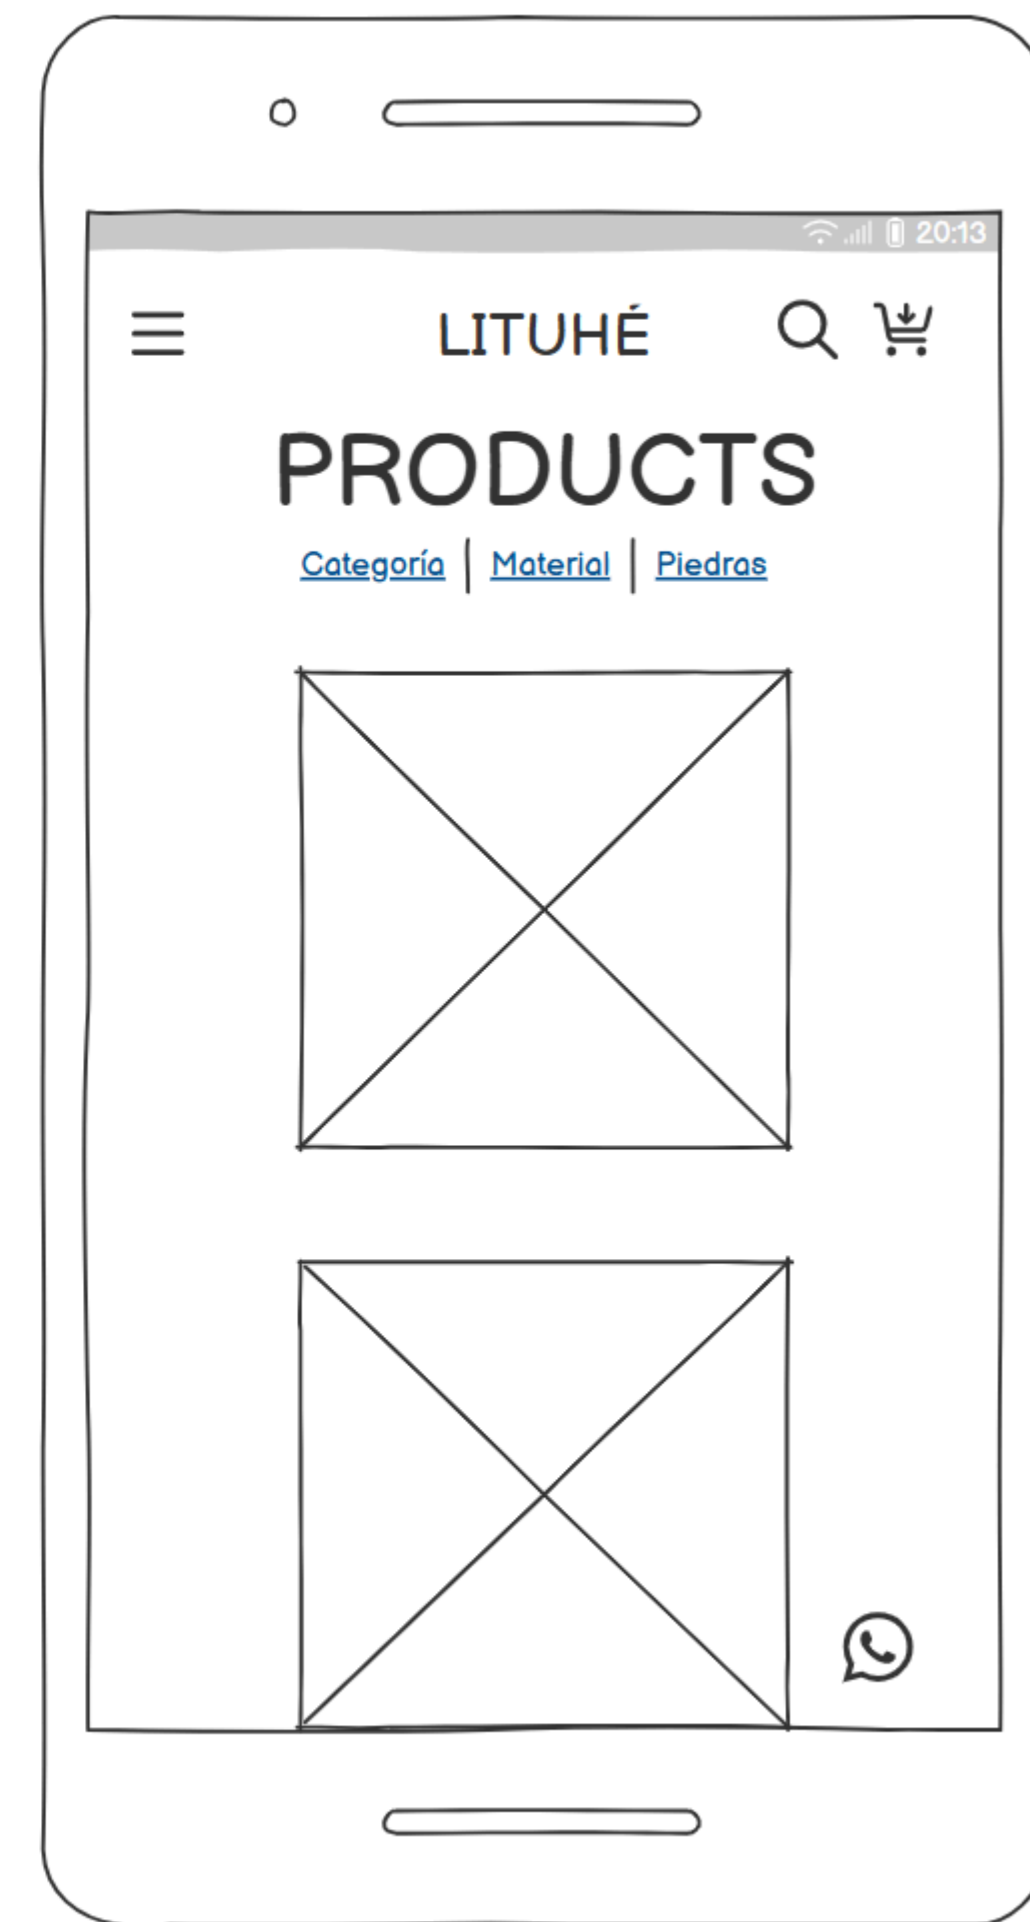 20:13
LITUHÉ
PRODUCTS
Categoría | Material | Piedras